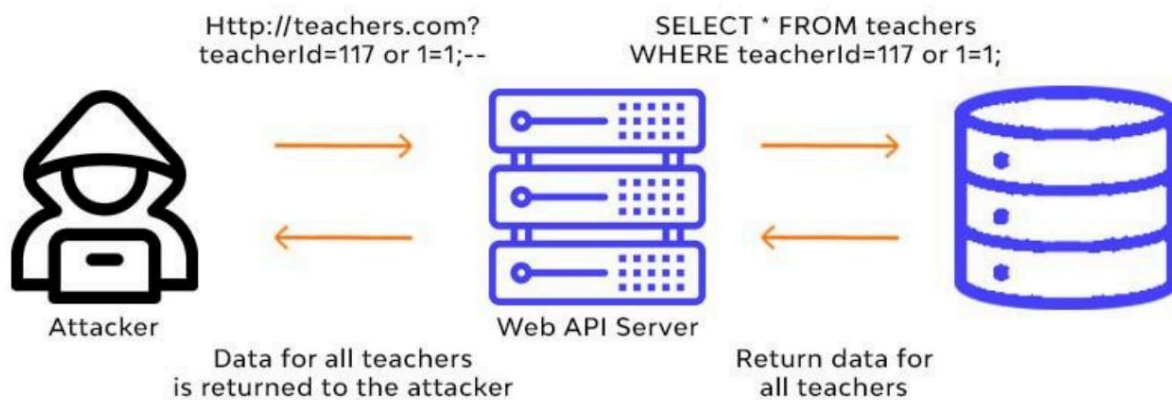 Http://teachers.com?
teacherId=117 or 1=1;--
SELECT * FROM teachers
WHERE teacherId=117 or 1=1;
Attacker
Web API Server
Data for all teachers
is returned to the attacker
Return data for
all teachers